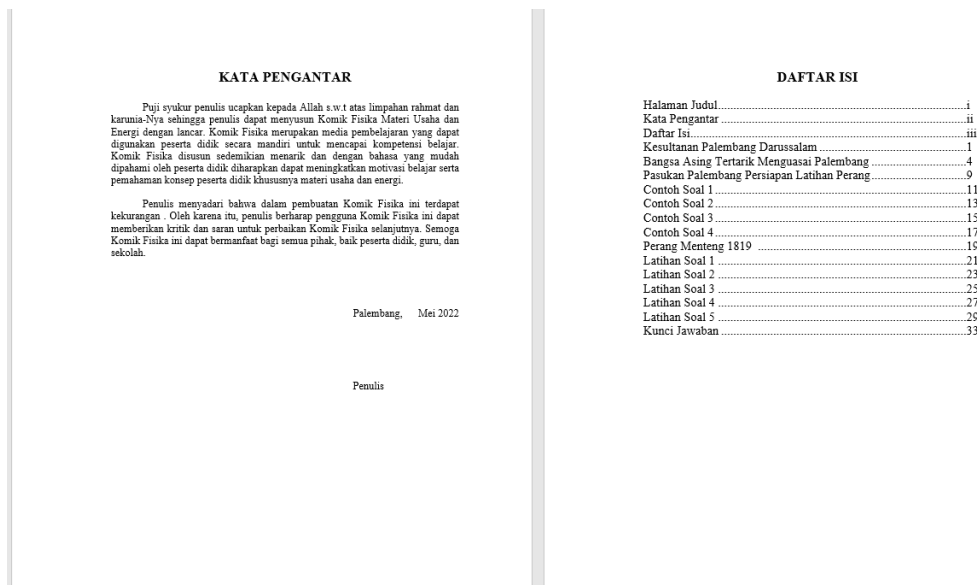 KATA PENGANTAR
Puji syukur penulis ucapkan kepada Allah s.w.t atas limpahan rahmat dan
karunia-Nya sehingga penulis dapat menyusun Komik Fisika Materi Usaha dan
Energi dengan lancar. Komik Fisika merupakan media pembelajaran yang dapat
digunakan peserta didik secara mandiri untuk mencapai kompetensi belajar.
Komik Fisika disusun sedemikian menarik dan dengan bahasa yang mudah
dipahami oleh peserta didik diharapkan dapat meningkatkan motivasi belajar serta
pemahaman konsep peserta didik khususnya materi usaha dan energi.
Penulis menyadari bahwa dalam pembuatan Komik Fisika ini terdapat
kekurangan . Oleh karena itu, penulis berharap pengguna Komik Fisika ini dapat
memberikan kritik dan saran untuk perbaikan Komik Fisika selanjutnya. Semoga
Komik Fisika ini dapat bermanfaat bagi semua pihak, baik peserta didik, guru, dan
sekolah.
Palembang, Mei 2022
Penulis
DAFTAR ISI
Halaman Judul....................i
Kata Pengantar ....................ii
Daftar Isi....................iii
Kesultanan Palembang Darussalam ....................1
Bangsa Asing Tertarik Menguasai Palembang ....................4
Pasukan Palembang Persiapan Latihan Perang....................9
Contoh Soal 1....................11
Contoh Soal 2....................13
Contoh Soal 3....................15
Contoh Soal 4....................17
Perang Menteng 1819 ....................19
Latihan Soal 1 ....................21
Latihan Soal 2 ....................23
Latihan Soal 3 ....................25
Latihan Soal 4 ....................27
Latihan Soal 5 ....................29
Kunci Jawaban ....................33